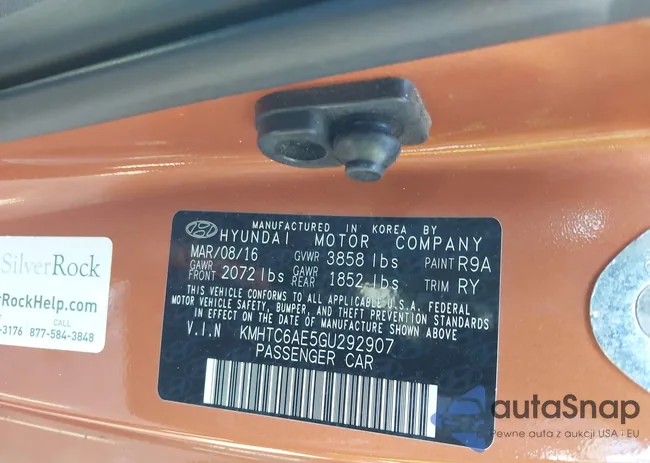 MANUFACTURED IN KOREA BY
HYUNDAI MOTOR COMPANY
MAR/08/16 GVWR 3858 lbs PAINT R9A
GAWR FRONT 2072 lbs GAWR REAR 1852 lbs TRIM RY
THIS VEHICLE CONFORMS TO ALL APPLICABLE U.S.A. FEDERAL
MOTOR VEHICLE SAFETY, BUMPER, AND THEFT PREVENTION STANDARDS
IN EFFECT ON THE DATE OF MANUFACTURE SHOWN ABOVE
V.I.N KMHTC6AE5GU292907
PASSENGER CAR
SilverRock
RockHelp.com
CALL
-3176 877-584-3848
autaSnap
Pewne auta z aukcji USA · EU